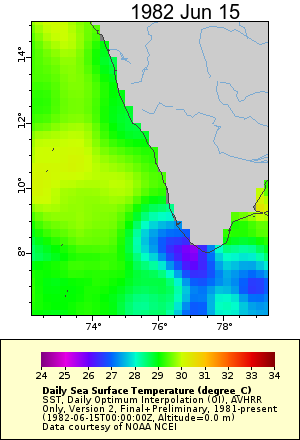 1982 Jun 15
14°
12°
10°
8°
74° 76° 78°
24 25 26 27 28 29 30 31 32 33 34
Daily Sea Surface Temperature (degree_C)
SST, Daily Optimum Interpolation (OI), AVHRR
Only, Version 2, Final+Preliminary, 1981-present
(1982-06-15T00:00:00Z, Altitude=0.0 m)
Data courtesy of NOAA NCEI